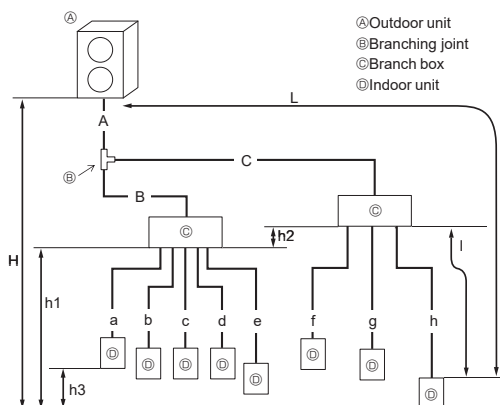 Ⓐ
ⒶOutdoor unit
ⒷBranching joint
ⒸBranch box
ⒹIndoor unit
L
A
C
Ⓑ
B
Ⓒ
Ⓒ
h2
H
h1
l
a
b
c
d
e
f
g
h
h3
Ⓓ
Ⓓ
Ⓓ
Ⓓ
Ⓓ
Ⓓ
Ⓓ
Ⓓ